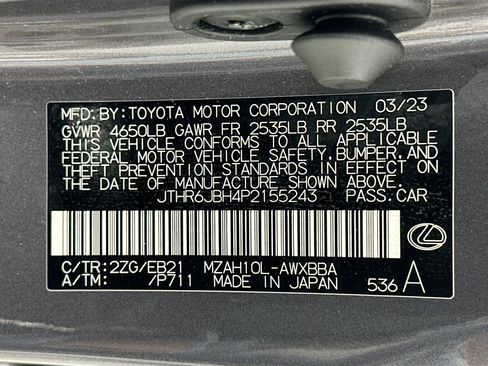 MFD. BY: TOYOTA MOTOR CORPORATION 03/23
GVWR 4650LB GAWR FR 2535LB RR 2535LB
THIS VEHICLE CONFORMS TO ALL APPLICABLE
FEDERAL MOTOR VEHICLE SAFETY, BUMPER, AND
THEFT PREVENTION STANDARDS IN EFFECT ON
THE DATE OF MANUFACTURE SHOWN ABOVE.
JTHR6JBH4P2155243 PASS. CAR
C/TR: 2ZG/EB21 MZAH10L-AWXBBA
A/TM: /P711 MADE IN JAPAN 536 A